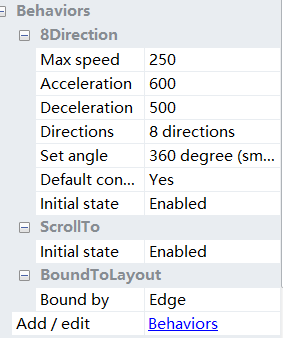 Behaviors
8Direction
Max speed 250
Acceleration 600
Deceleration 500
Directions 8 directions
Set angle 360 degree (sm...
Default con... Yes
Initial state Enabled
ScrollTo
Initial state Enabled
BoundToLayout
Bound by Edge
Add / edit Behaviors